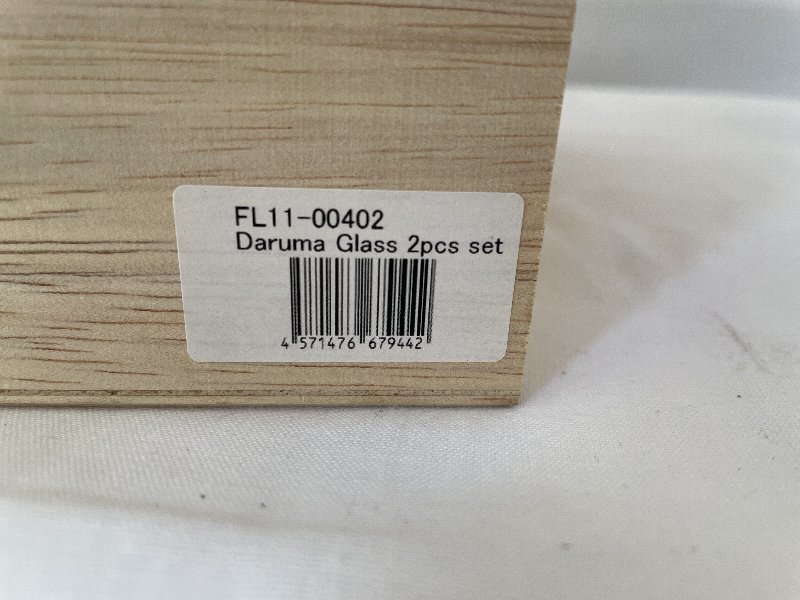 FL11-00402
Daruma Glass 2pcs set
4 571476 679442